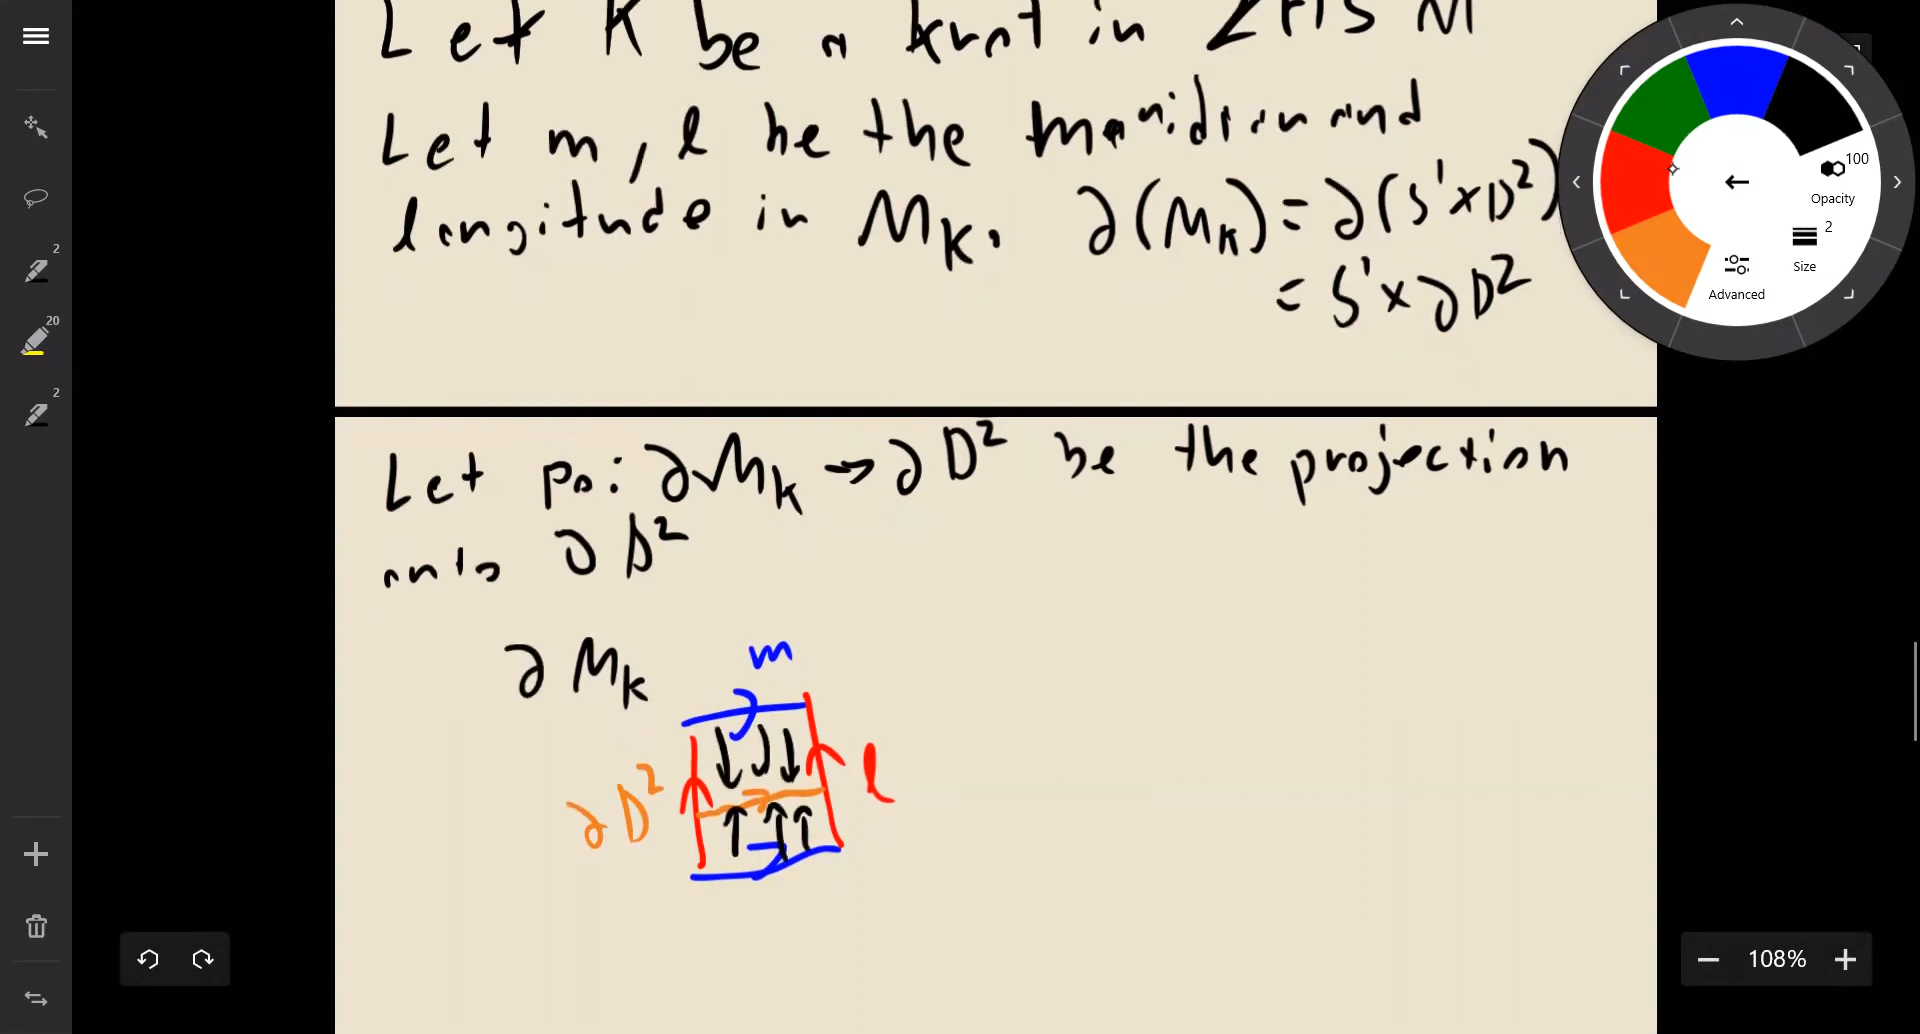 Let K be a knot in ZHS M
Let m, l be the meridian and
longitude in M_K. ∂(M_K) = ∂(S¹×D²)
= S¹×∂D²
Let p₀: ∂M_K → ∂D² be the projection
onto ∂D²
∂M_K
m
∂D²
l
100
Opacity
2
Size
Advanced
2
20
2
108%